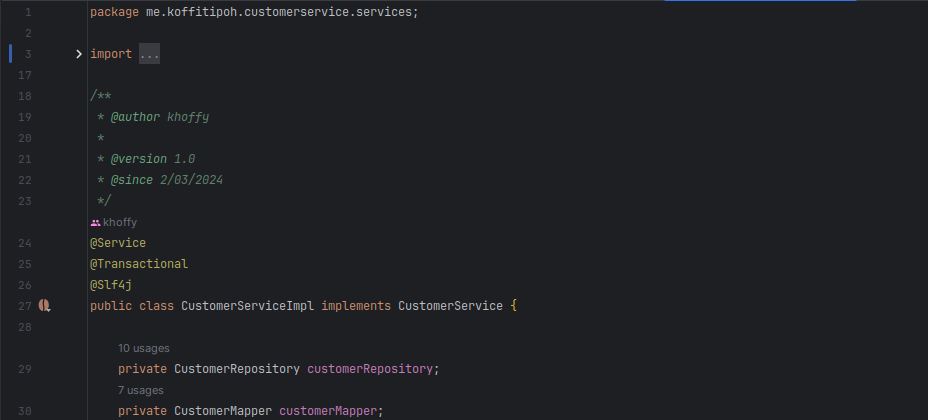 1 package me.koffitipoh.customerservice.services;
2
3 import ...
17
18 /**
19 * @author khoffy
20 *
21 * @version 1.0
22 * @since 2/03/2024
23 */
khoffy
24 @Service
25 @Transactional
26 @Slf4j
27 public class CustomerServiceImpl implements CustomerService {
28
10 usages
29 private CustomerRepository customerRepository;
7 usages
30 private CustomerMapper customerMapper;